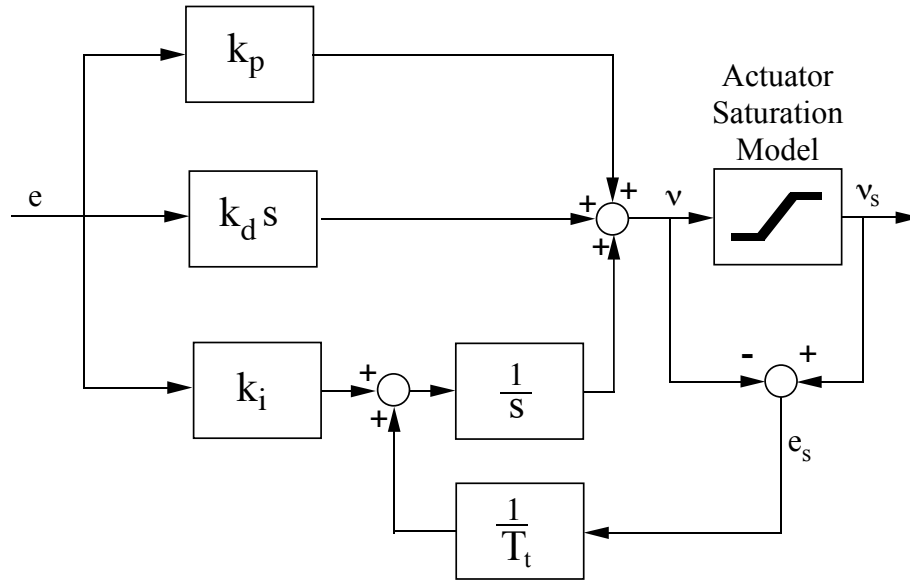 k_p
Actuator
Saturation
Model
e
k_d s
+
+
+
ν
ν_s
k_i
+
+
1
s
-
+
e_s
1
T_t